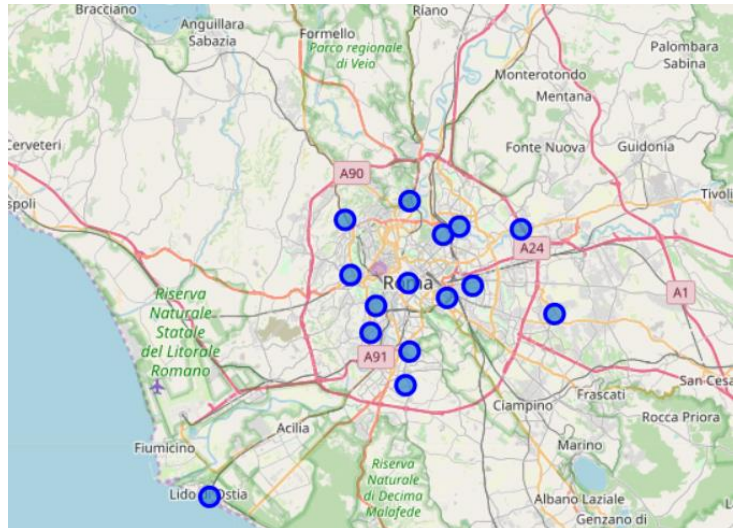 Bracciano
Anguillara
Sabazia
Formello
Parco regionale
di Veio
Riano
Monterotondo
Mentana
Palombara
Sabina
Cerveteri
spoli
Fonte Nuova
Guidonia
A90
Tivoli
A24
Roma
A1
Riserva
Naturale
Statale
del Litorale
Romano
A91
San Cesa
Ciampino
Frascati
Rocca Priora
Acilia
Fiumicino
Marino
Riserva
Naturale
di Decima
Malafede
Lido di Ostia
Albano Laziale
Genzano di